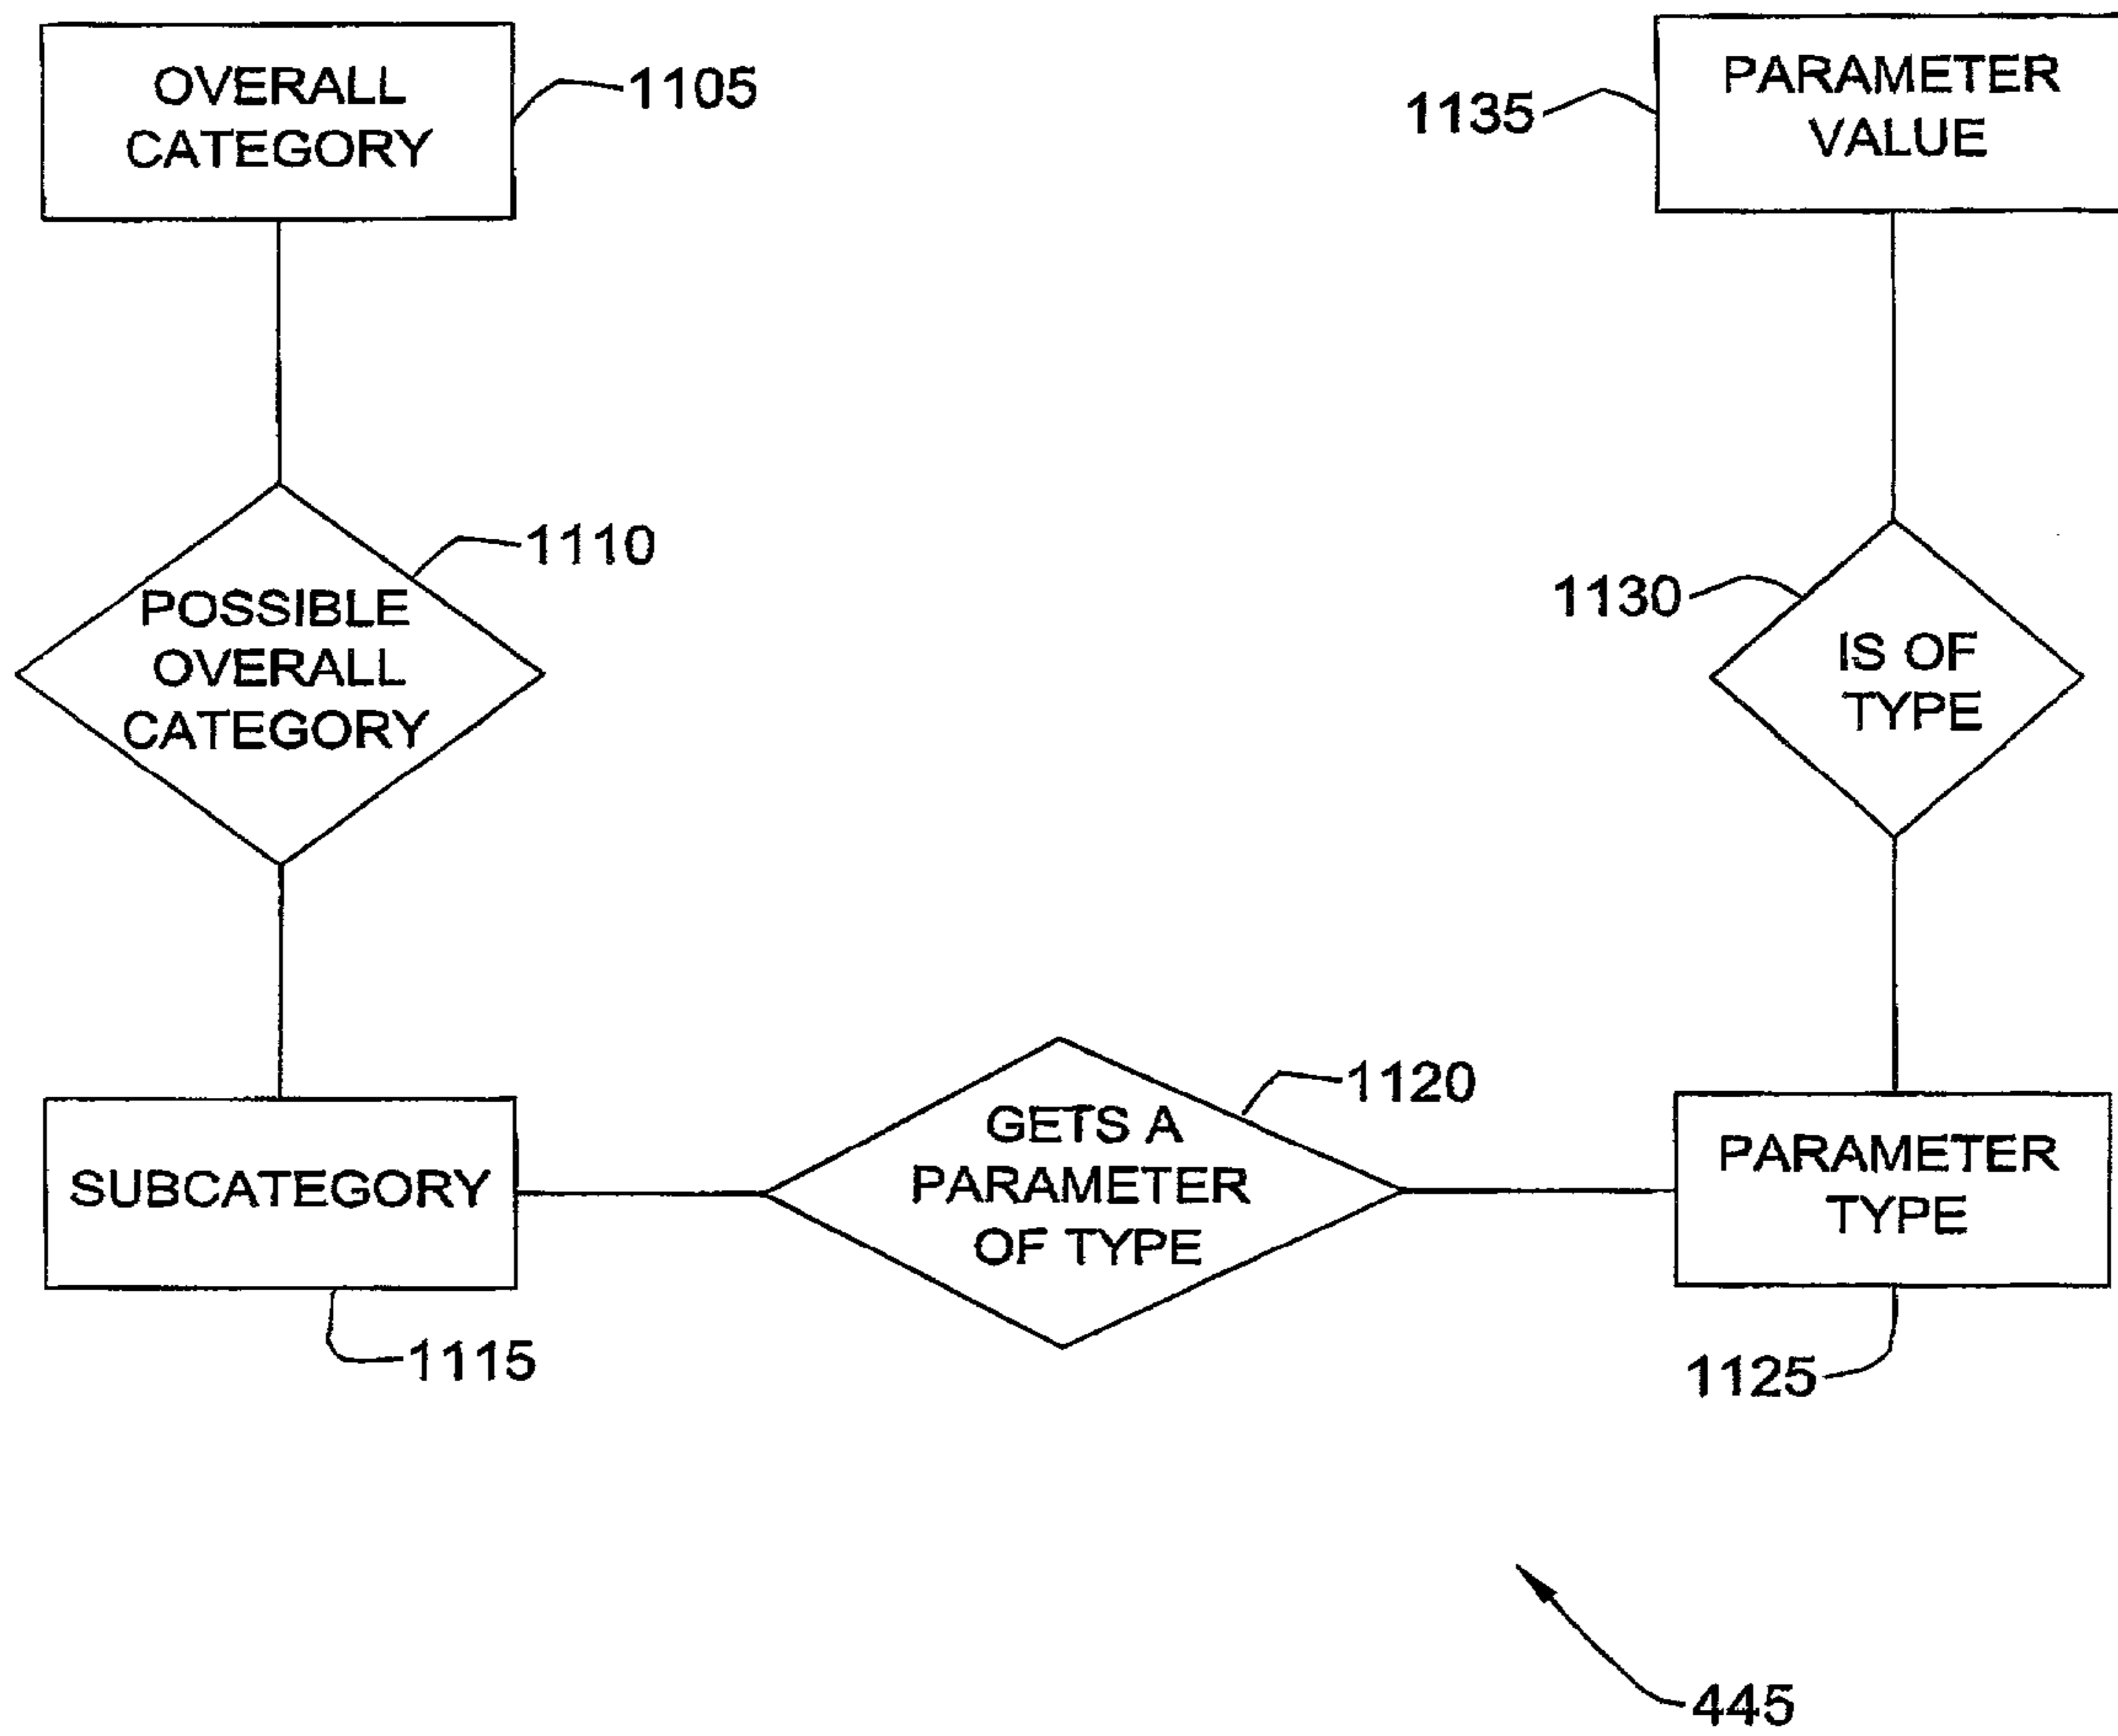 OVERALL
CATEGORY
1105
1135
PARAMETER
VALUE
1110
POSSIBLE
OVERALL
CATEGORY
1130
IS OF
TYPE
SUBCATEGORY
1115
1120
GETS A
PARAMETER
OF TYPE
PARAMETER
TYPE
1125
445